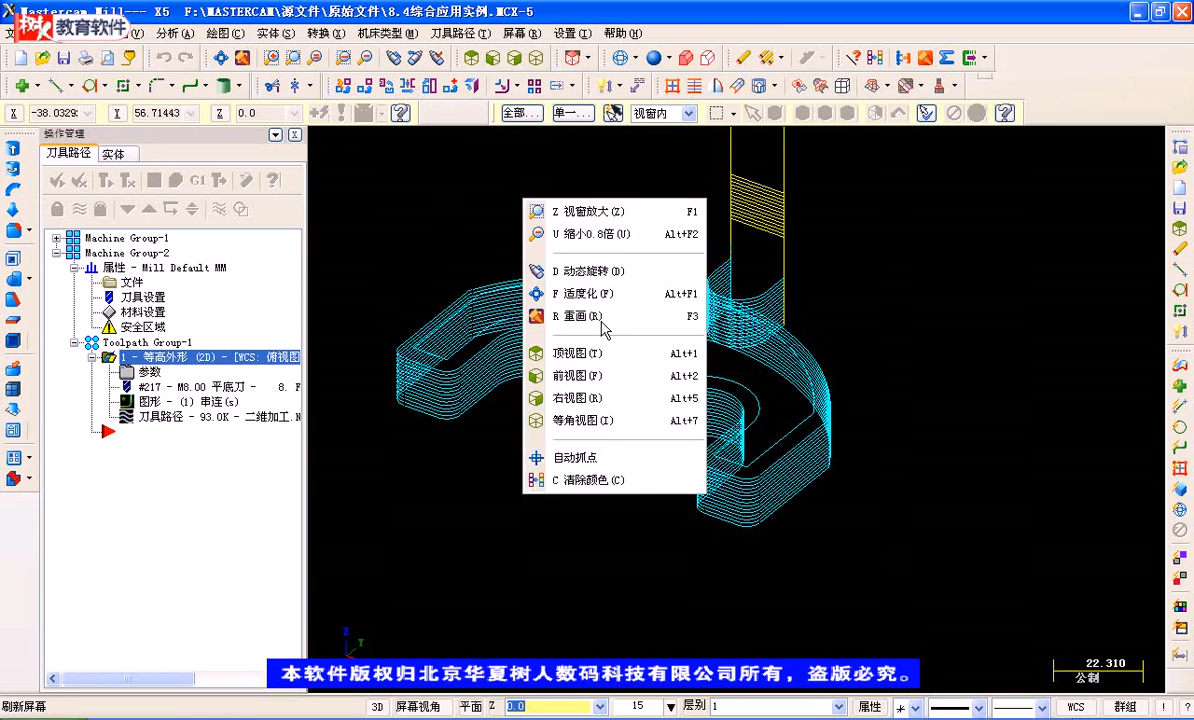 Mastercam Mill--- X5 F:\MASTERCAM\源文件\原始文件\8.4综合应用实例.MCX-5
树人教育软件
(V) 分析(A) 绘图(C) 实体(S) 转换(X) 机床类型(M) 刀具路径(T) 屏幕(R) 设置(I) 帮助(H)
X -38.0329 Y 56.71443 Z 0.0 全部... 单一... 视窗内
操作管理
刀具路径 实体
G1
Machine Group-1
Machine Group-2
属性 - Mill Default MM
文件
刀具设置
材料设置
安全区域
Toolpath Group-1
1 - 等高外形 (2D) - [WCS: 俯视图
参数
#217 - M8.00 平底刀 - 8. F
图形 - (1) 串连(s)
刀具路径 - 93.0K - 二维加工.N
Z 视窗放大(Z) F1
U 缩小0.8倍(U) Alt+F2
D 动态旋转(D)
F 适度化(F) Alt+F1
R 重画(R) F3
顶视图(T) Alt+1
前视图(F) Alt+2
右视图(R) Alt+5
等角视图(I) Alt+7
自动抓点
C 清除颜色(C)
Z
Y
22.310
公制
本软件版权归北京华夏树人数码科技有限公司所有，盗版必究。
刷新屏幕 3D 屏幕视角 平面 Z 0.0 15 层别 1 属性 WCS 群组 ! ?